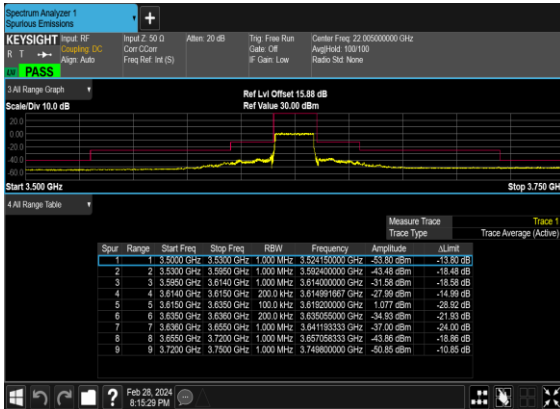 Spectrum Analyzer 1
Spurious Emissions
+
KEYSIGHT Input: RF Input Z: 50 Ω Atten: 20 dB Trig: Free Run Center Freq: 22.005000000 GHz
R T Coupling: DC Corr CCorr Gate: Off Avg|Hold: 100/100
Align: Auto Freq Ref: Int (S) IF Gain: Low Radio Std: None
PASS
3 All Range Graph
Ref Lvl Offset 15.88 dB
Scale/Div 10.0 dB Ref Value 30.00 dBm
20.0
0.00
-20.0
-40.0
-60.0
Start 3.500 GHz Stop 3.750 GH
4 All Range Table
Measure Trace Trace 1
Trace Type Trace Average (Active)
Spur Range Start Freq Stop Freq RBW Frequency Amplitude ΔLimit
1 1 3.5000 GHz 3.5300 GHz 1.000 MHz 3.524150000 GHz -53.80 dBm -13.80 dB
2 2 3.5300 GHz 3.5950 GHz 1.000 MHz 3.592400000 GHz -43.48 dBm -18.48 dB
3 3 3.5950 GHz 3.6140 GHz 1.000 MHz 3.614000000 GHz -31.58 dBm -18.58 dB
4 4 3.6140 GHz 3.6150 GHz 200.0 kHz 3.614991667 GHz -27.99 dBm -14.99 dB
5 5 3.6150 GHz 3.6350 GHz 100.0 kHz 3.619200000 GHz 1.077 dBm -28.92 dB
6 6 3.6350 GHz 3.6360 GHz 200.0 kHz 3.635055000 GHz -34.93 dBm -21.93 dB
7 7 3.6360 GHz 3.6550 GHz 1.000 MHz 3.641193333 GHz -37.00 dBm -24.00 dB
8 8 3.6550 GHz 3.7200 GHz 1.000 MHz 3.657058333 GHz -43.86 dBm -18.86 dB
9 9 3.7200 GHz 3.7500 GHz 1.000 MHz 3.749800000 GHz -50.85 dBm -10.85 dB
? Feb 28, 2024
8:15:29 PM